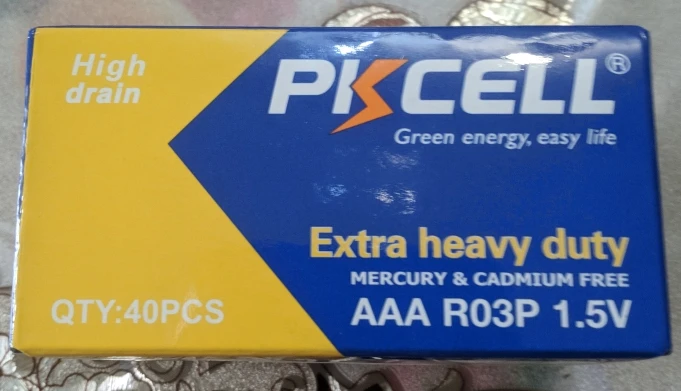 High
drain
PKCELL®
Green energy, easy life
Extra heavy duty
MERCURY & CADMIUM FREE
QTY:40PCS
AAA R03P 1.5V